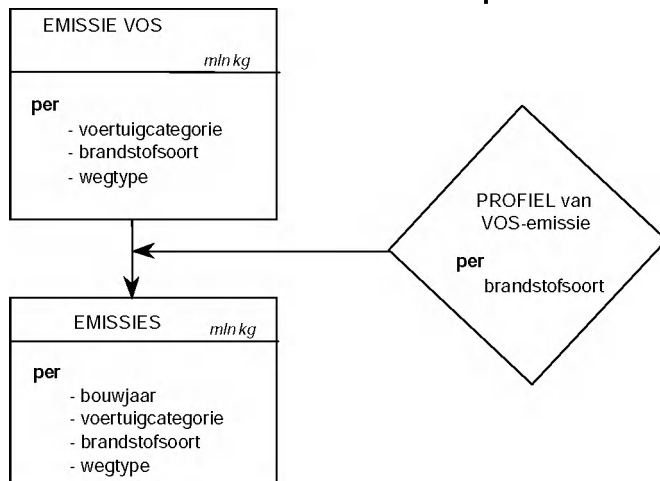 EMISSIE VOS
mln kg
per
- voertuigcategorie
- brandstofsoort
- wegtype
PROFIEL van
VOS-emissie
per
brandstofsoort
EMISSIES
mln kg
per
- bouwjaar
- voertuigcategorie
- brandstofsoort
- wegtype